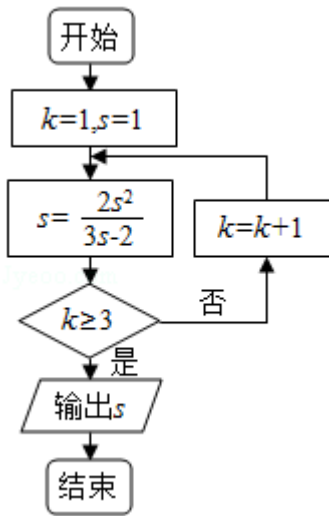 开始
k=1,s=1
s= 2s²/3s-2
k=k+1
k≥3
否
是
输出s
结束